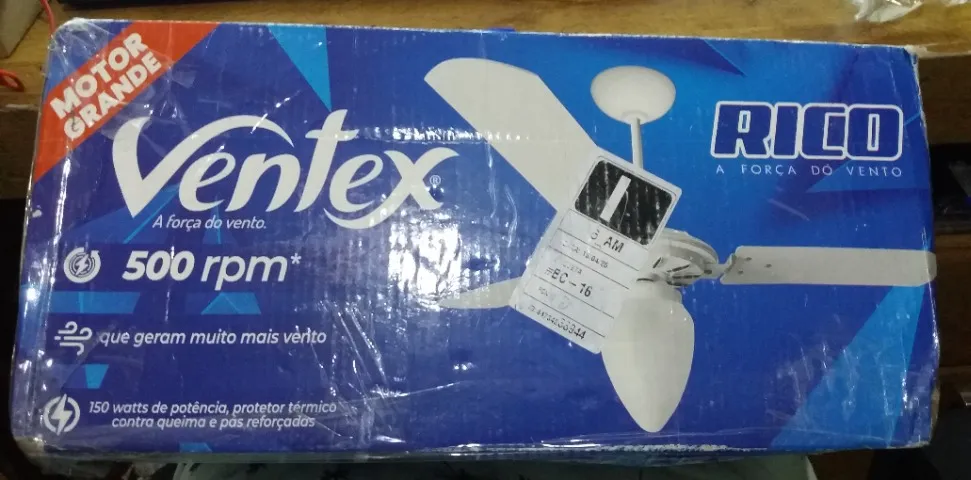 MOTOR
GRANDE
Ventex®
A força do vento.
RICO
A FORÇA DO VENTO
500 rpm*
que geram muito mais vento
150 watts de potência, protetor térmico
contra queima e pás reforçadas
AM
BC - 16